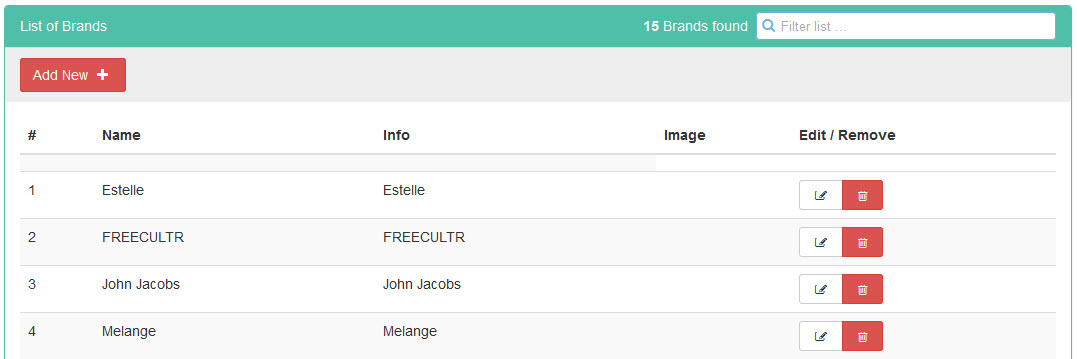 List of Brands 15 Brands found Filter list ...
Add New
# Name Info Image Edit / Remove
1 Estelle Estelle
2 FREECULTR FREECULTR
3 John Jacobs John Jacobs
4 Melange Melange